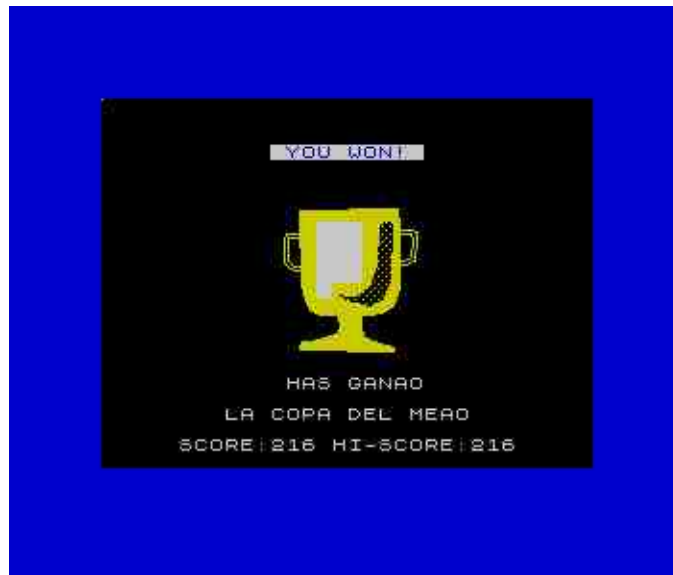 YOU WON!
HAS GANAO
LA COPA DEL MEAO
SCORE:216 HI-SCORE:216